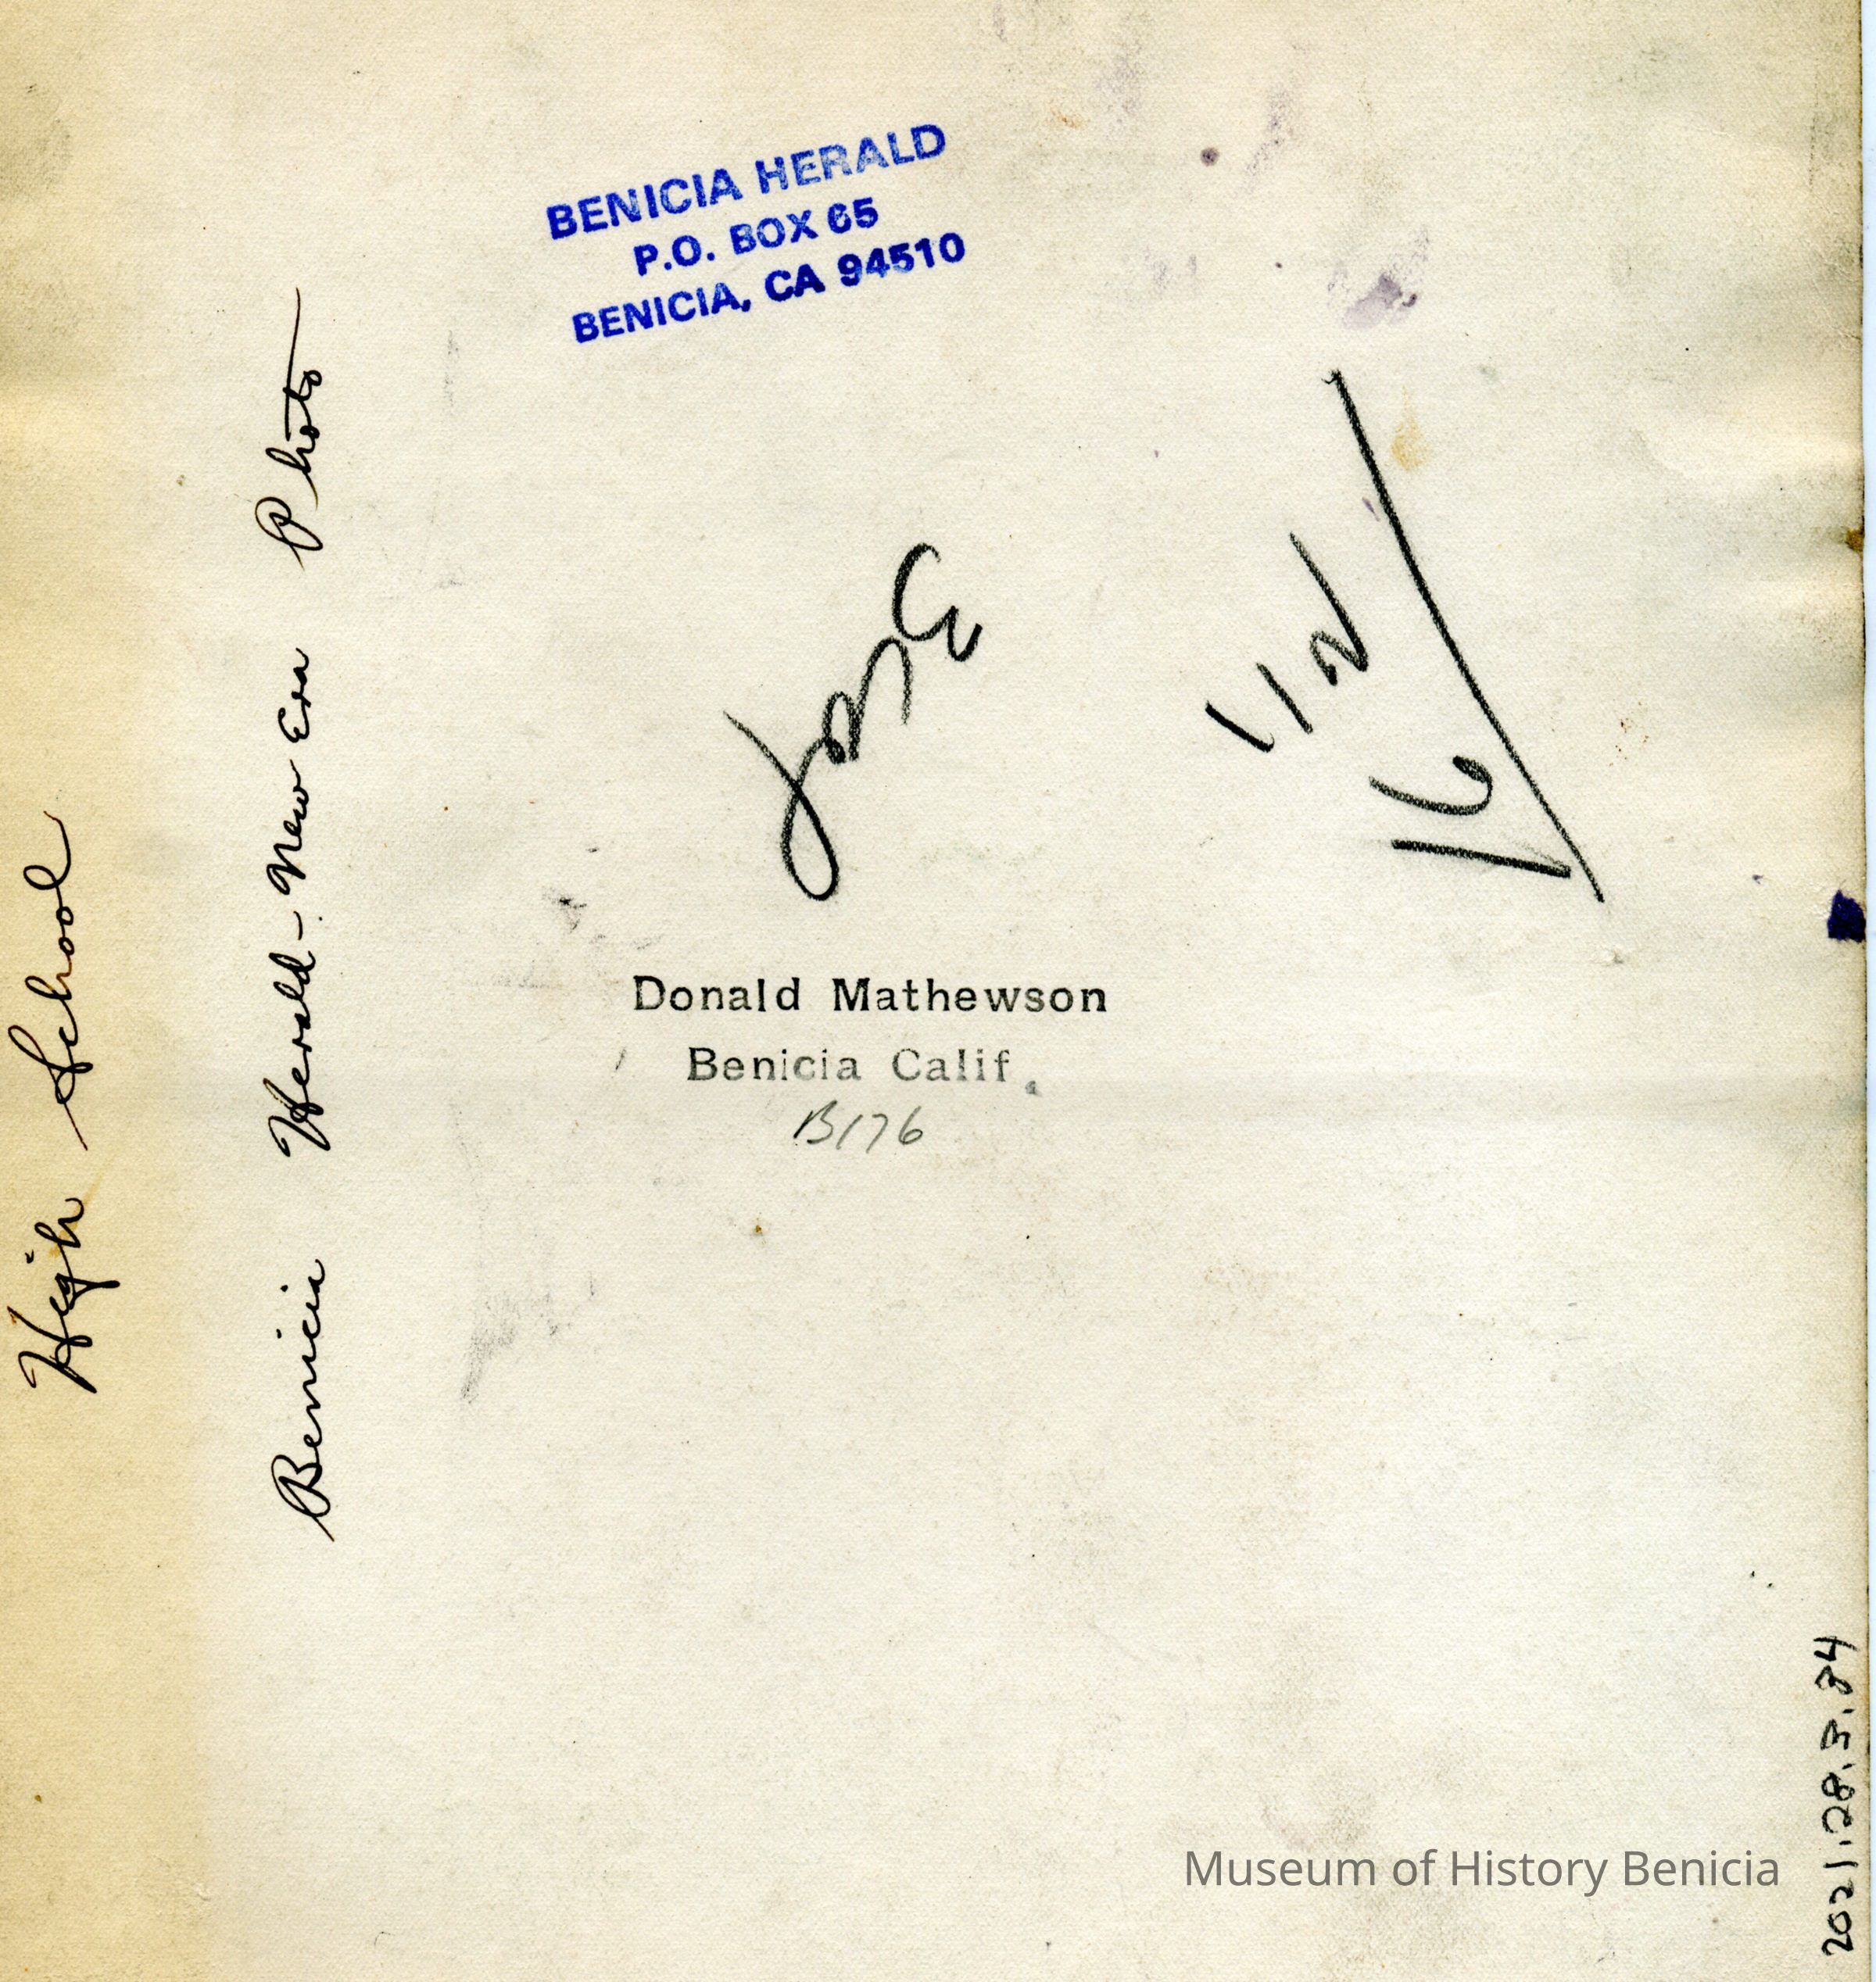 BENICIA HERALD
P.O. BOX 65
BENICIA, CA 94510
High School
Benicia Herald - New Era Photo
Donald Mathewson
Benicia Calif.
B176
2021.28.3.34
Museum of History Benicia